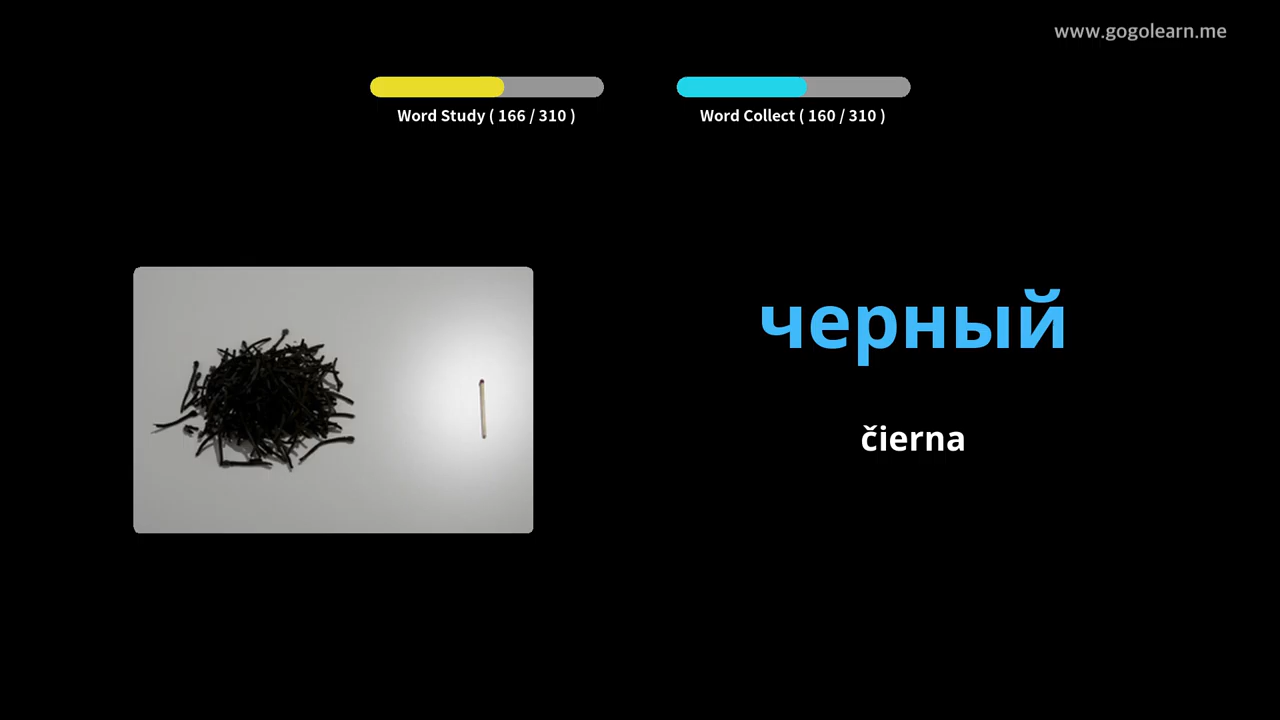 www.gogolearn.me
Word Study ( 166 / 310 )
Word Collect ( 160 / 310 )
черный
čierna